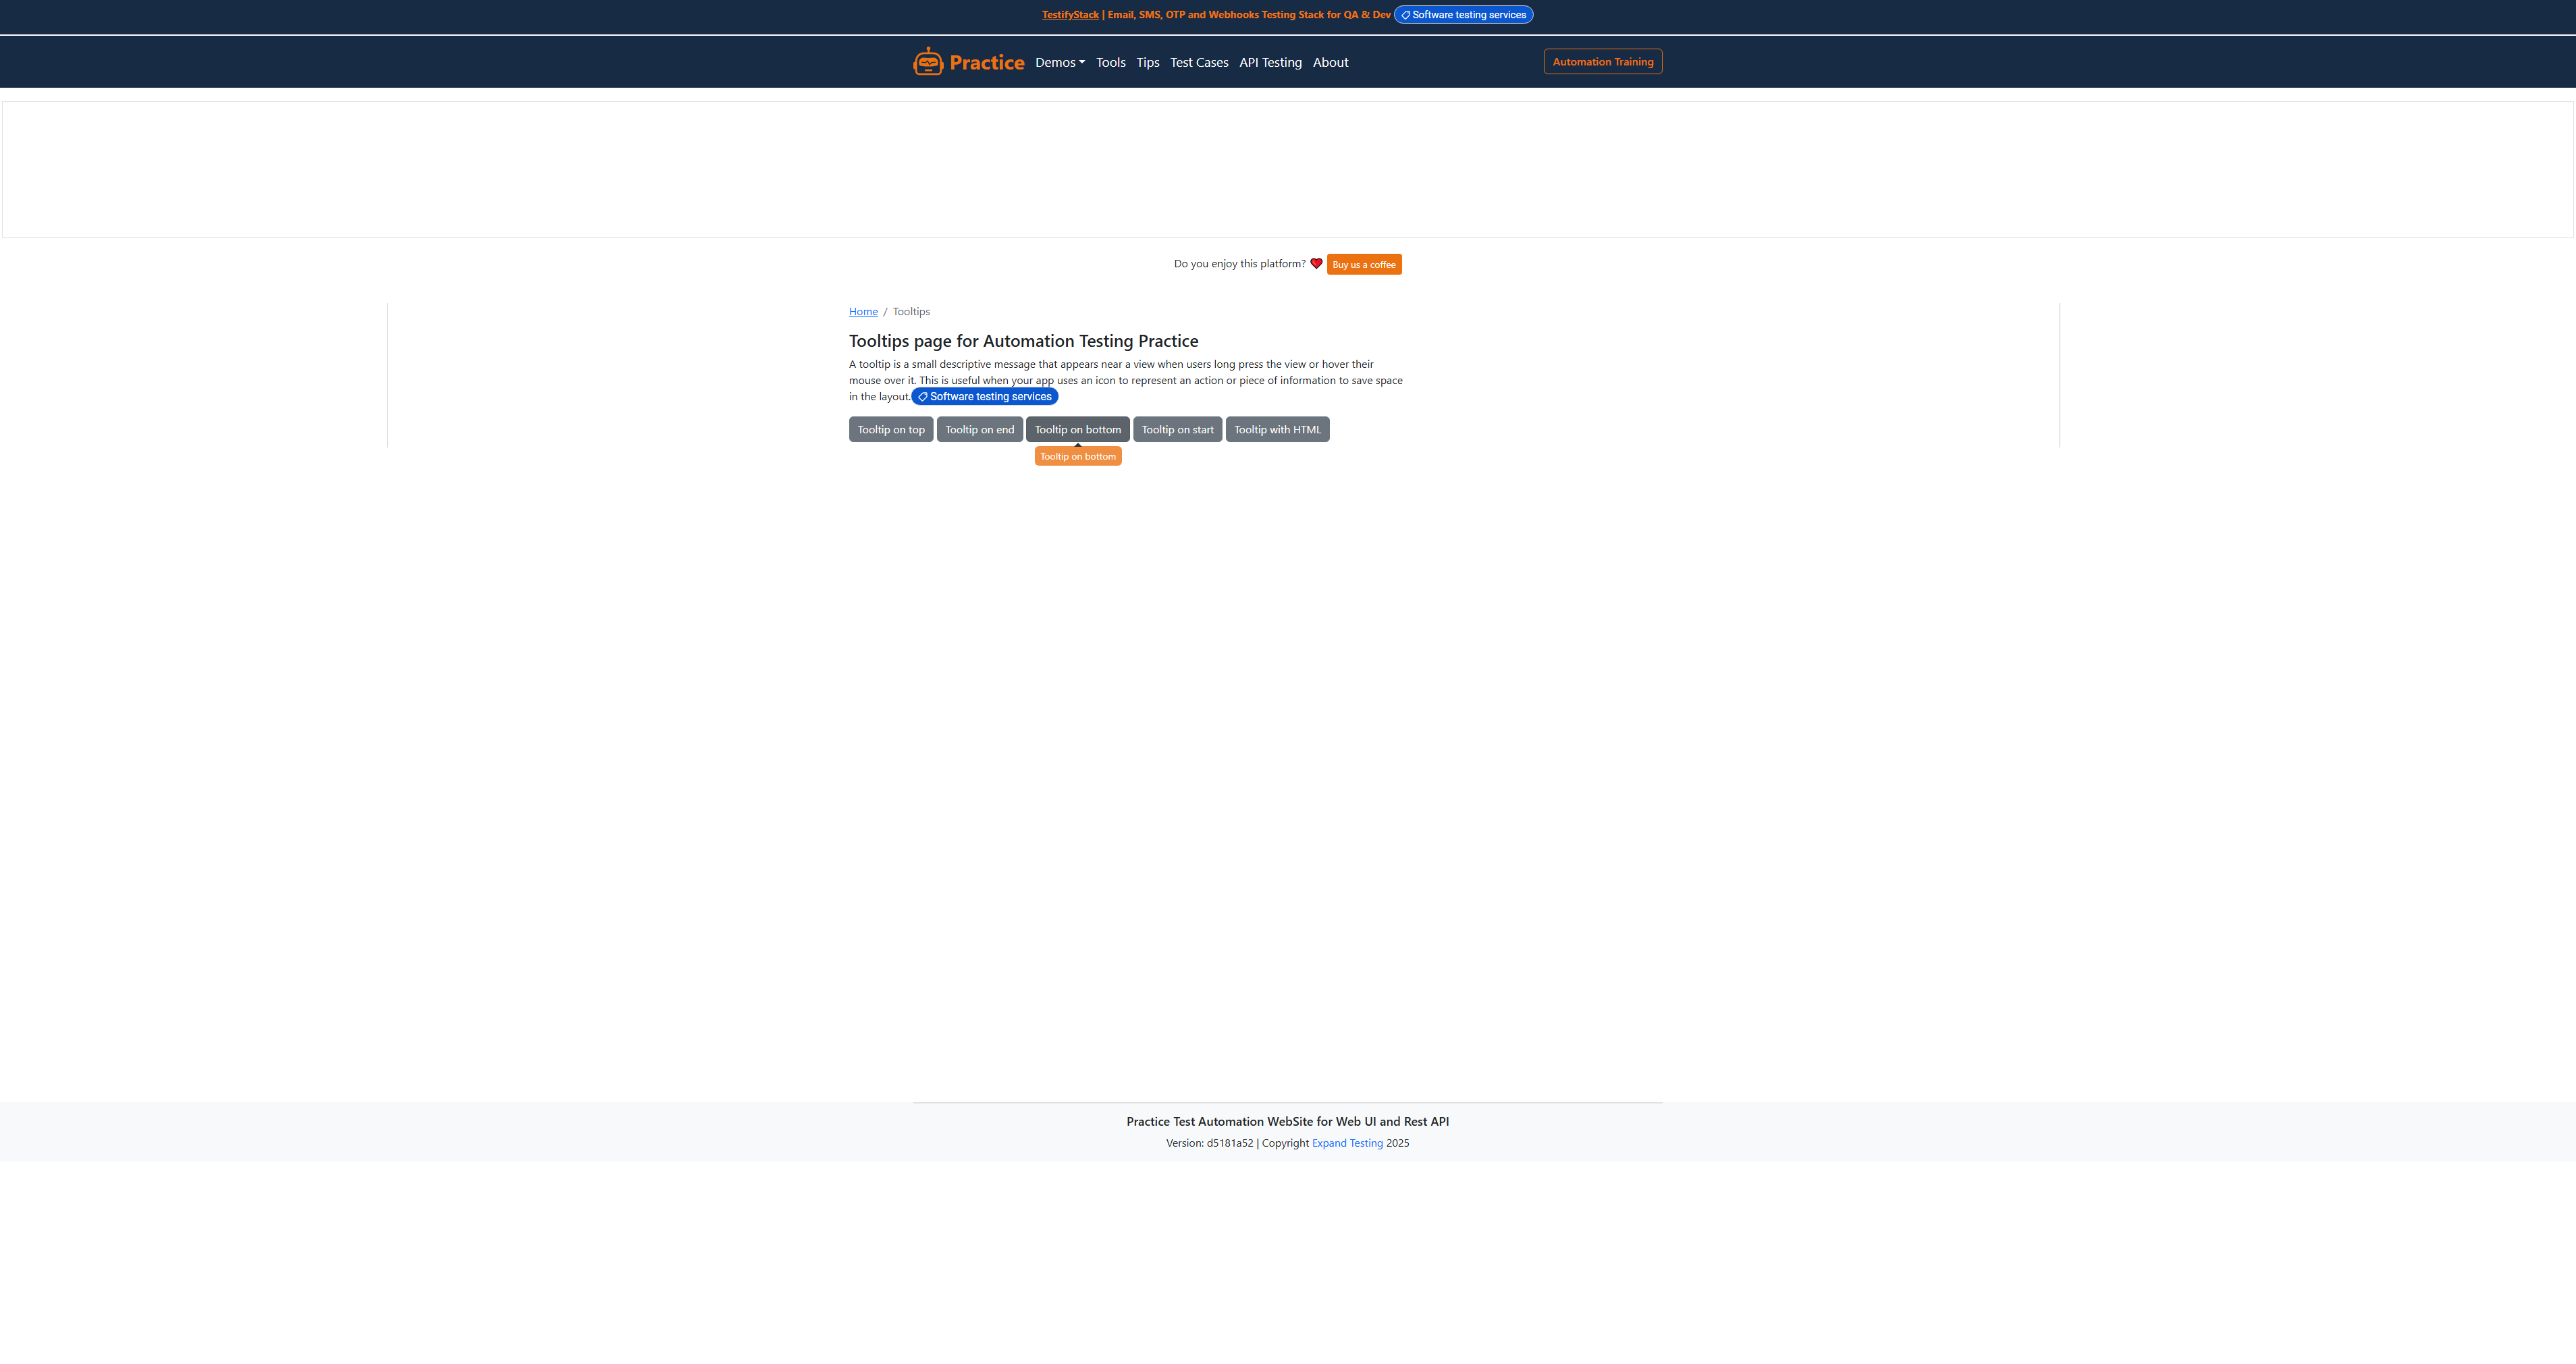 TestifyStack | Email, SMS, OTP and Webhooks Testing Stack for QA & Dev Software testing services
Practice Demos Tools Tips Test Cases API Testing About Automation Training
Do you enjoy this platform? Buy us a coffee
Home / Tooltips
Tooltips page for Automation Testing Practice
A tooltip is a small descriptive message that appears near a view when users long press the view or hover their
mouse over it. This is useful when your app uses an icon to represent an action or piece of information to save space
in the layout. Software testing services
Tooltip on top Tooltip on end Tooltip on bottom Tooltip on start Tooltip with HTML
Tooltip on bottom
Practice Test Automation WebSite for Web UI and Rest API
Version: d5181a52 | Copyright Expand Testing 2025